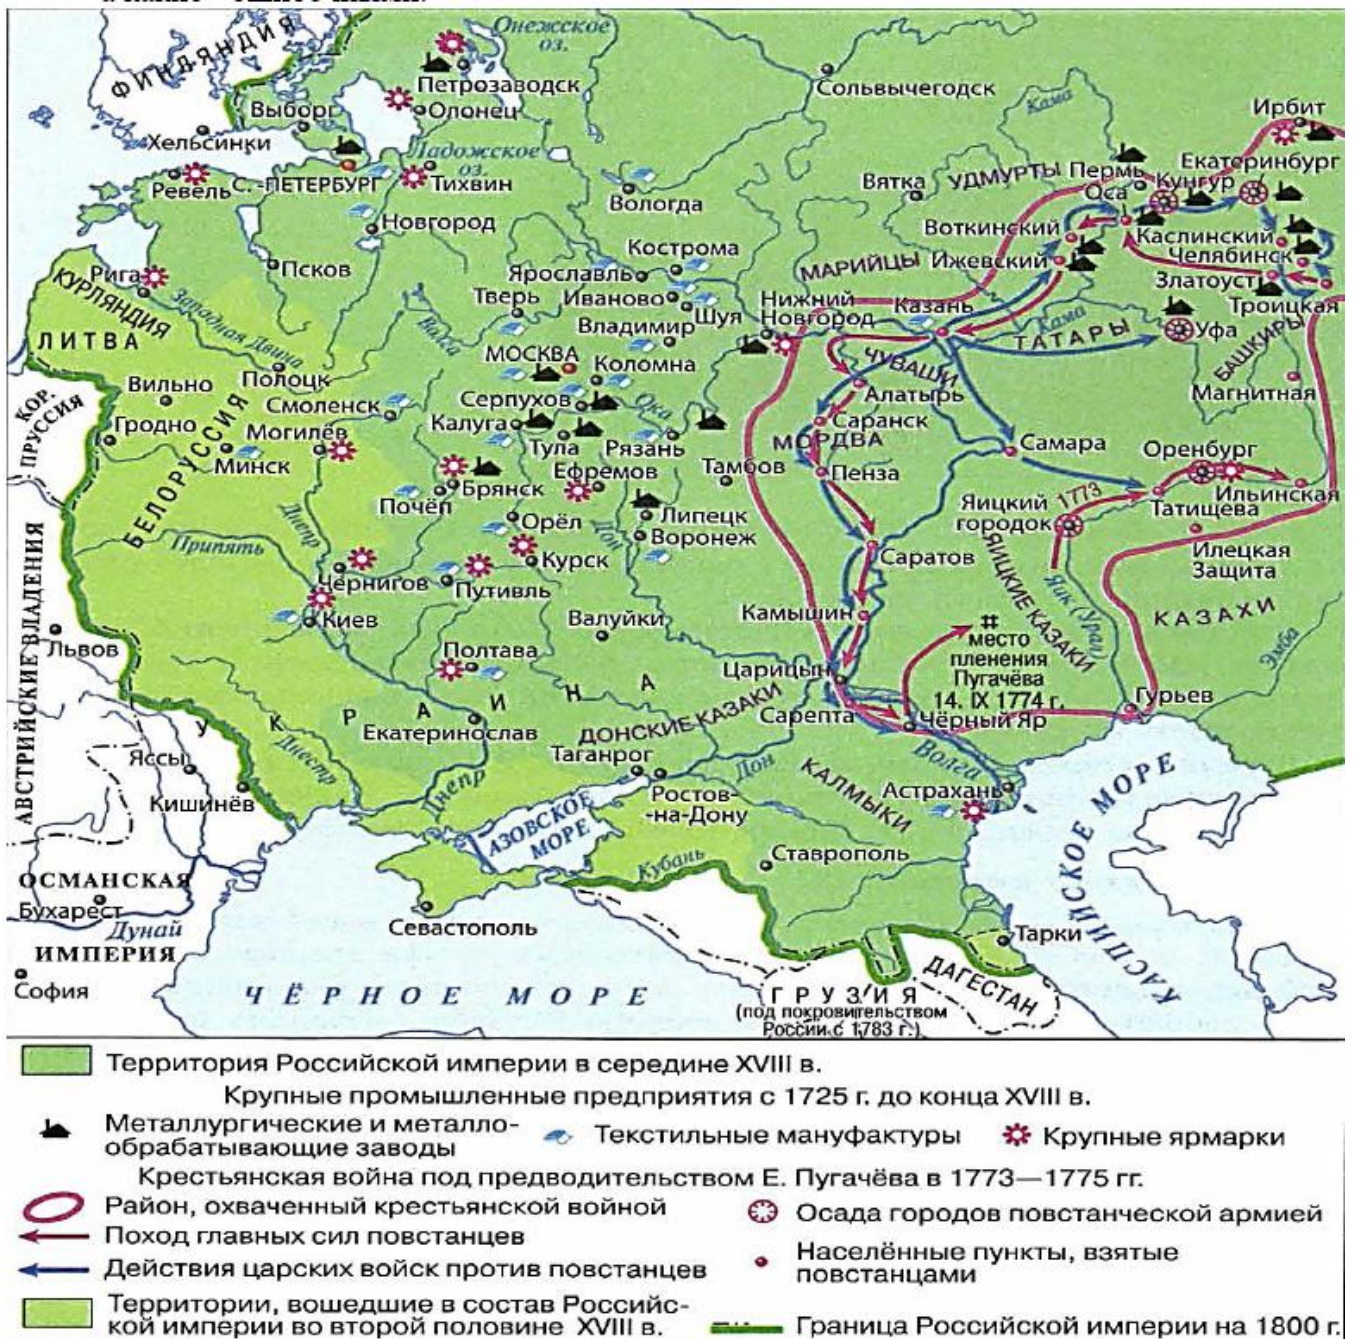 ФИНЛЯНДИЯ
Онежское
оз.
Петрозаводск
Олонец
Сольвычегодск
Кама
Ирбит
Выборг
Хельсинки
Ладожское
оз.
Екатеринбург
Ревель
С.-ПЕТЕРБУРГ
Тихвин
Вологда
Вятка
УДМУРТЫ
Пермь
Кунгур
Оса
Новгород
Воткинский
Каслинский
Псков
Кострома
Ярославль
Ижевский
Челябинск
Рига
МАРИЙЦЫ
Златоуст
КУРЛЯНДИЯ
Западная Двина
Тверь
Иваново
Шуя
Нижний
Новгород
Казань
Троицкая
Волга
Владимир
Кама
ТАТАРЫ
Уфа
ЛИТВА
МОСКВА
Коломна
ЧУВАШИ
БАШКИРЫ
Вильно
Полоцк
Алатырь
Магнитная
КОР.
ПРУССИЯ
Смоленск
Серпухов
Ока
Гродно
Могилёв
Калуга
Саранск
БЕЛОРУССИЯ
Минск
Тула
Рязань
МОРДВА
Самара
Оренбург
Ефремов
Тамбов
Пенза
Брянск
Ильинская
Почёп
Липецк
Яицкий
городок
1773
Татищева
Днепр
Орёл
Дон
Воронеж
Припять
Курск
Саратов
Илецкая
Защита
Чернигов
Путивль
ЯИЦКИЕ КАЗАКИ
Яик (Урал)
Киев
Валуйки
Камышин
КАЗАХИ
АВСТРИЙСКИЕ ВЛАДЕНИЯ
Львов
Полтава
Царицын
место
пленения
Пугачёва
14. IX 1774 г.
Эмба
УКРАИНА
Сарепта
Гурьев
Екатеринослав
ДОНСКИЕ КАЗАКИ
Чёрный Яр
Днестр
Таганрог
Волга
Яссы
Днепр
Дон
КАЛМЫКИ
Астрахань
Кишинёв
Ростов-
на-Дону
КАСПИЙСКОЕ МОРЕ
АЗОВСКОЕ
МОРЕ
Кубань
Ставрополь
ОСМАНСКАЯ
Бухарест
Дунай
ИМПЕРИЯ
Севастополь
Тарки
София
ЧЁРНОЕ МОРЕ
ГРУЗИЯ
(под покровительством
России с 1783 г.)
ДАГЕСТАН
Территория Российской империи в середине XVIII в.
Крупные промышленные предприятия с 1725 г. до конца XVIII в.
Металлургические и металло-
обрабатывающие заводы
Текстильные мануфактуры
Крупные ярмарки
Крестьянская война под предводительством Е. Пугачёва в 1773—1775 гг.
Район, охваченный крестьянской войной
Осада городов повстанческой армией
Поход главных сил повстанцев
Населённые пункты, взятые
повстанцами
Действия царских войск против повстанцев
Территории, вошедшие в состав Российс-
кой империи во второй половине XVIII в.
Граница Российской империи на 1800 г.